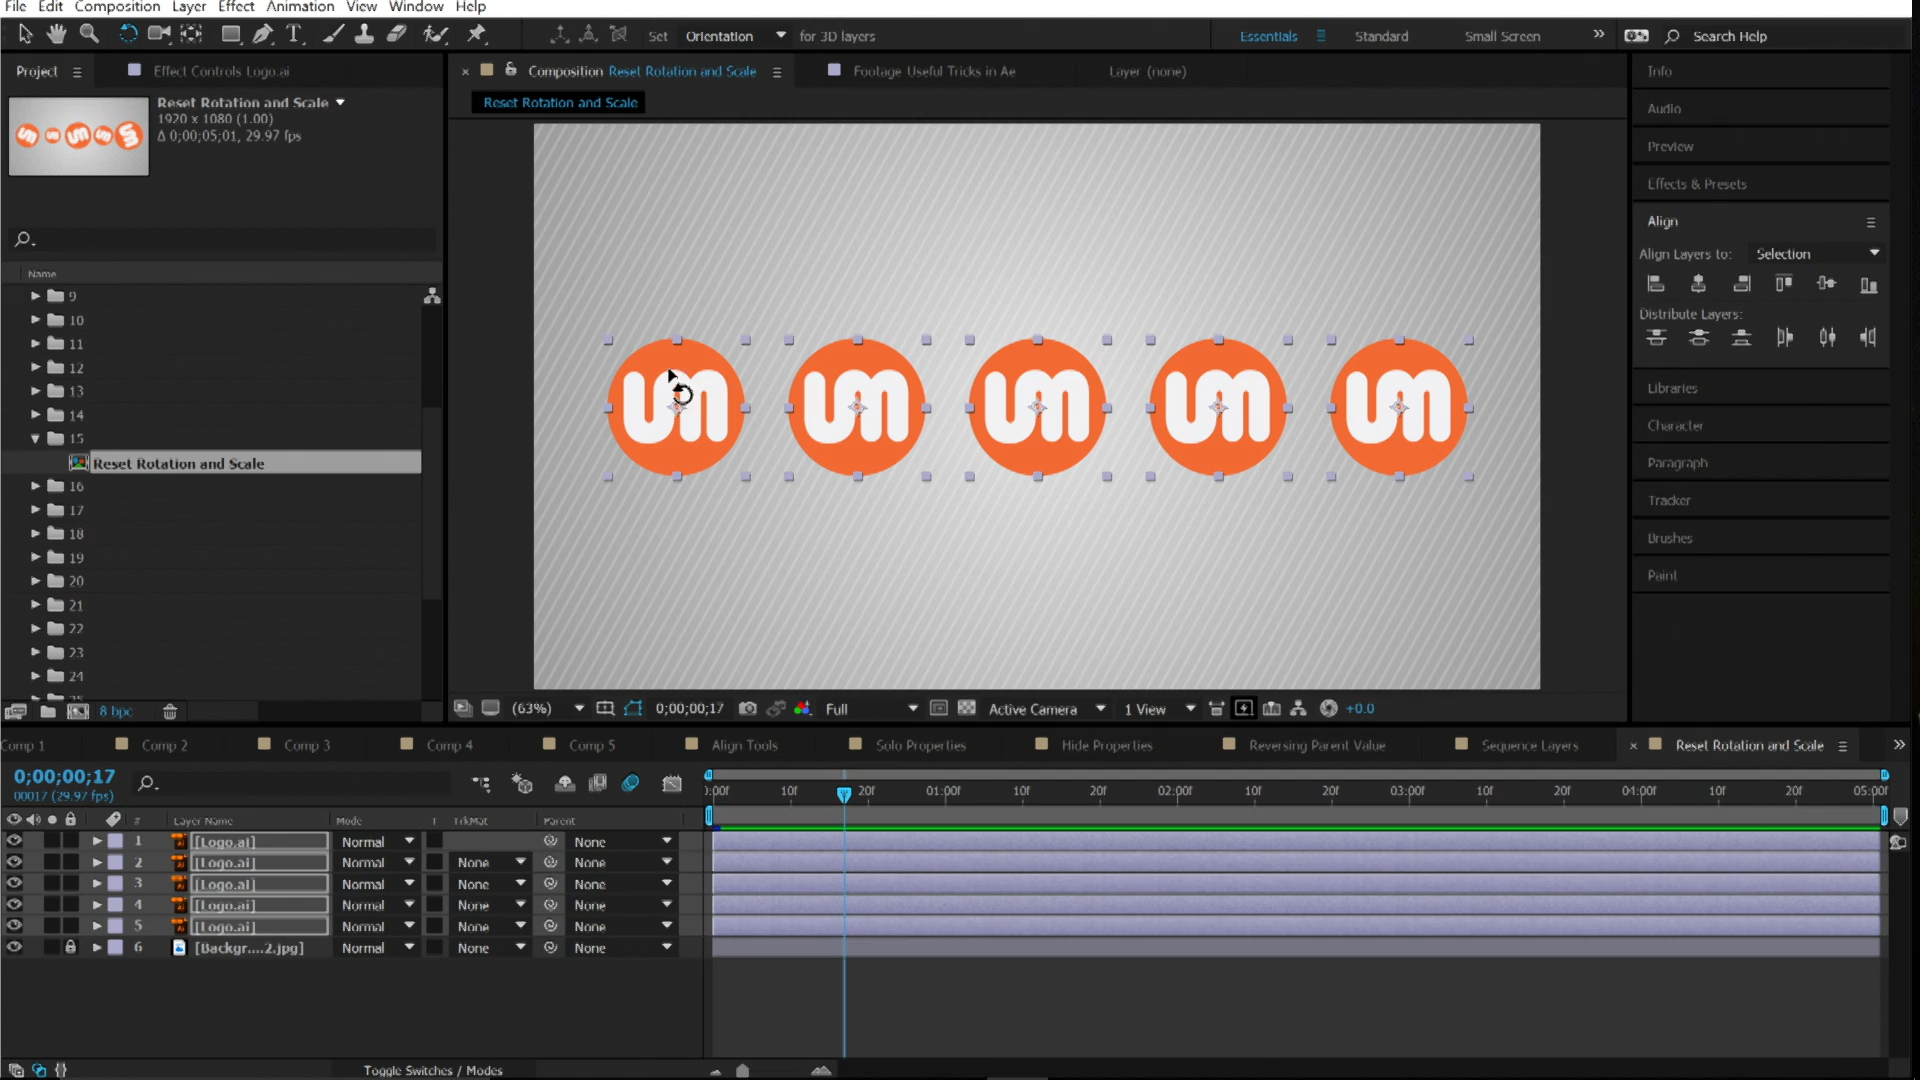 File Edit Composition Layer Effect Animation View Window Help
Set Orientation for 3D layers
Essentials Standard Small Screen » Search Help
Project Effect Controls Logo.ai
Composition Reset Rotation and Scale Footage Useful Tricks in Ae Layer (none)
Reset Rotation and Scale
Reset Rotation and Scale
1920 x 1080 (1.00)
Δ 0;00;05;01, 29.97 fps
Name
9
10
11
12
13
14
15
Reset Rotation and Scale
16
17
18
19
20
21
22
23
24
8 bpc
um um um um um
(63%) 0;00;00;17 Full Active Camera 1 View +0.0
Info
Audio
Preview
Effects & Presets
Align
Align Layers to: Selection
Distribute Layers:
Libraries
Character
Paragraph
Tracker
Brushes
Paint
Comp 1 Comp 2 Comp 3 Comp 4 Comp 5 Align Tools Solo Properties Hide Properties Reversing Parent Value Sequence Layers × Reset Rotation and Scale »
0;00;00;17
00017 (29.97 fps)
):00f 10f 20f 01:00f 10f 20f 02:00f 10f 20f 03:00f 10f 20f 04:00f 10f 20f 05:00f
# Layer Name Mode T TrkMat Parent
1 [Logo.ai] Normal None
2 [Logo.ai] Normal None None
3 [Logo.ai] Normal None None
4 [Logo.ai] Normal None None
5 [Logo.ai] Normal None None
6 [Backgr....2.jpg] Normal None None
Toggle Switches / Modes